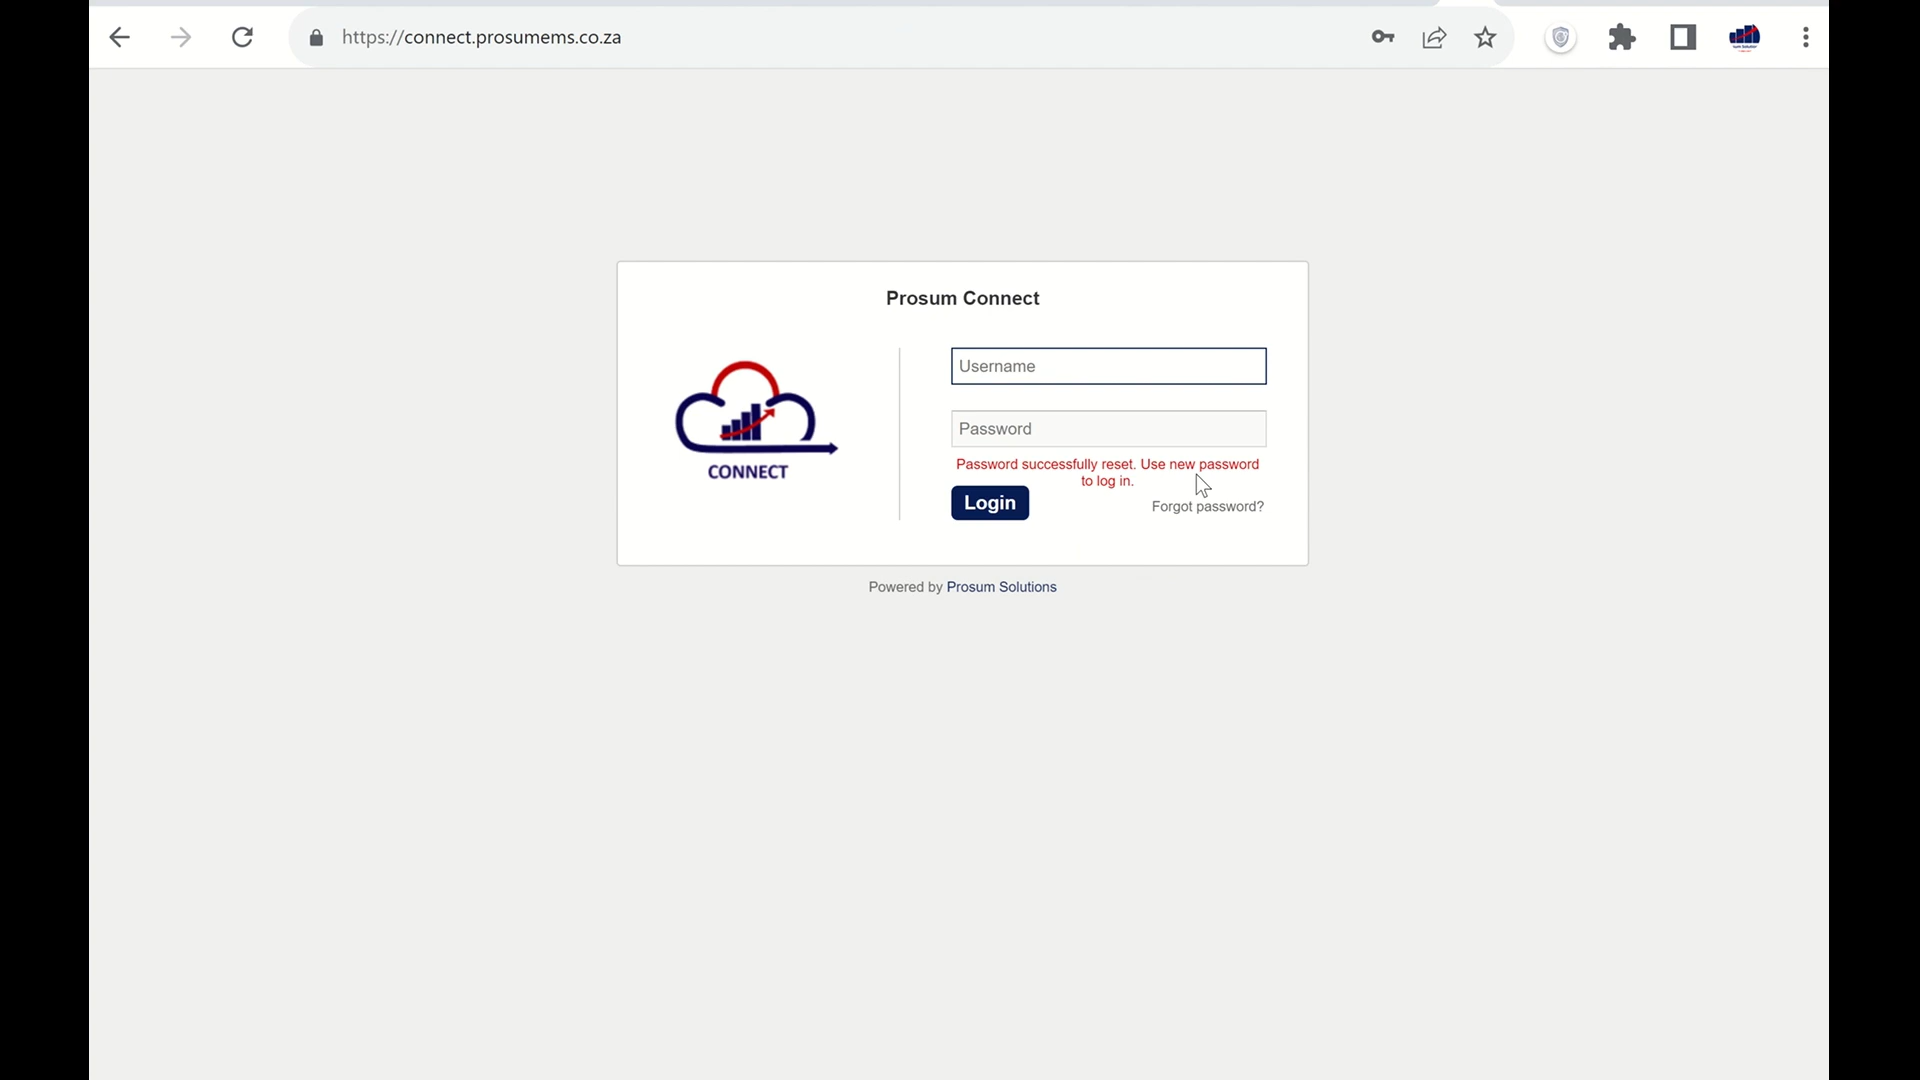 https://connect.prosumems.co.za
Prosum Connect
Username
Password
Password successfully reset. Use new password
to log in.
Login
Forgot password?
CONNECT
Powered by Prosum Solutions